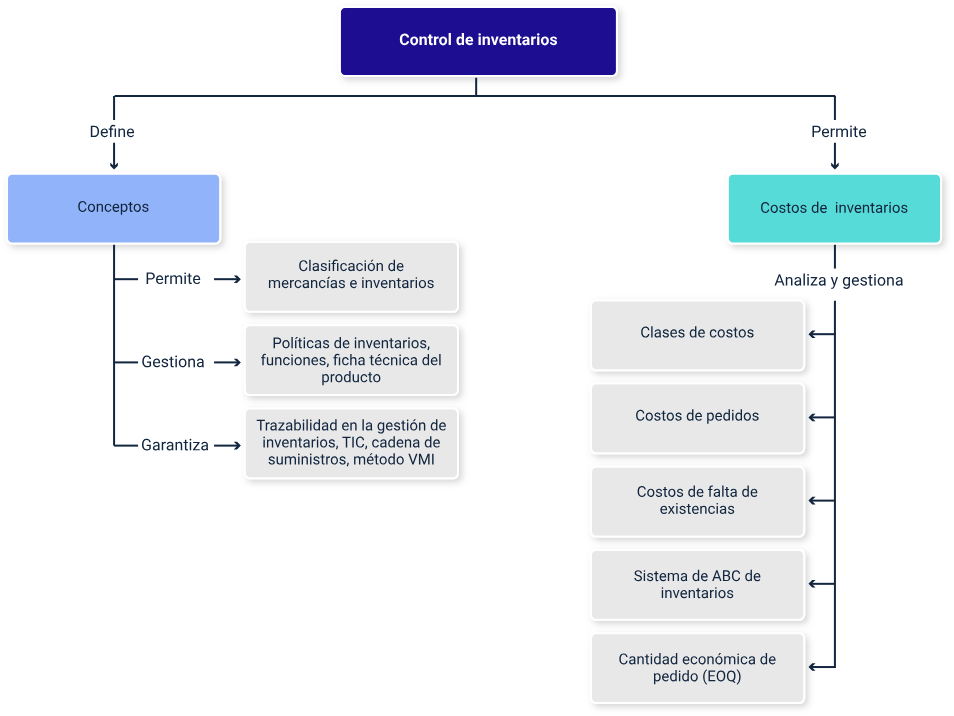 Control de inventarios
Define
Permite
Conceptos
Costos de inventarios
Permite
Clasificación de
mercancías e inventarios
Gestiona
Políticas de inventarios,
funciones, ficha técnica del
producto
Garantiza
Trazabilidad en la gestión de
inventarios, TIC, cadena de
suministros, método VMI
Analiza y gestiona
Clases de costos
Costos de pedidos
Costos de falta de
existencias
Sistema de ABC de
inventarios
Cantidad económica de
pedido (EOQ)